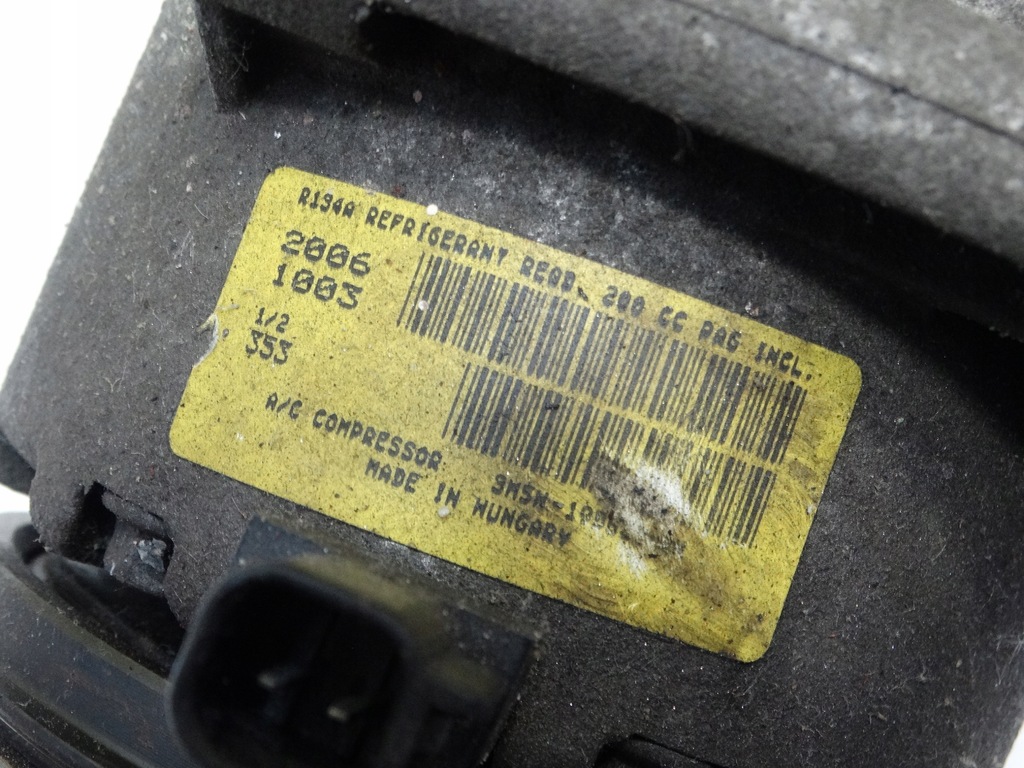 R134A REFRIGERANT REQD. 200 CC PAG INCL.
2006
1003
1/2
353
A/C COMPRESSOR
MADE IN HUNGARY